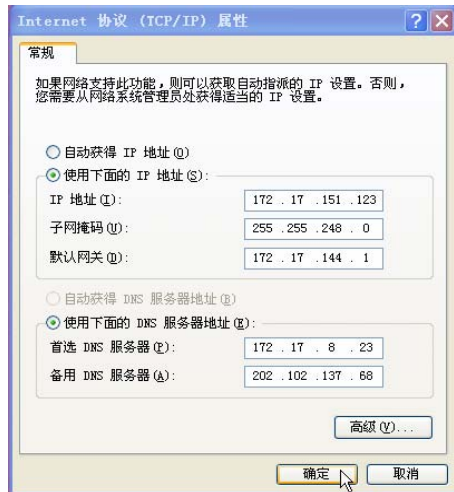 Internet 协议 (TCP/IP) 属性
常规
如果网络支持此功能，则可以获取自动指派的 IP 设置。否则，
您需要从网络系统管理员处获得适当的 IP 设置。
自动获得 IP 地址(O)
使用下面的 IP 地址(S):
IP 地址(I): 172 . 17 . 151 . 123
子网掩码(U): 255 . 255 . 248 . 0
默认网关(D): 172 . 17 . 144 . 1
自动获得 DNS 服务器地址(B)
使用下面的 DNS 服务器地址(E):
首选 DNS 服务器(P): 172 . 17 . 8 . 23
备用 DNS 服务器(A): 202 . 102 . 137 . 68
高级(V)...
确定 取消